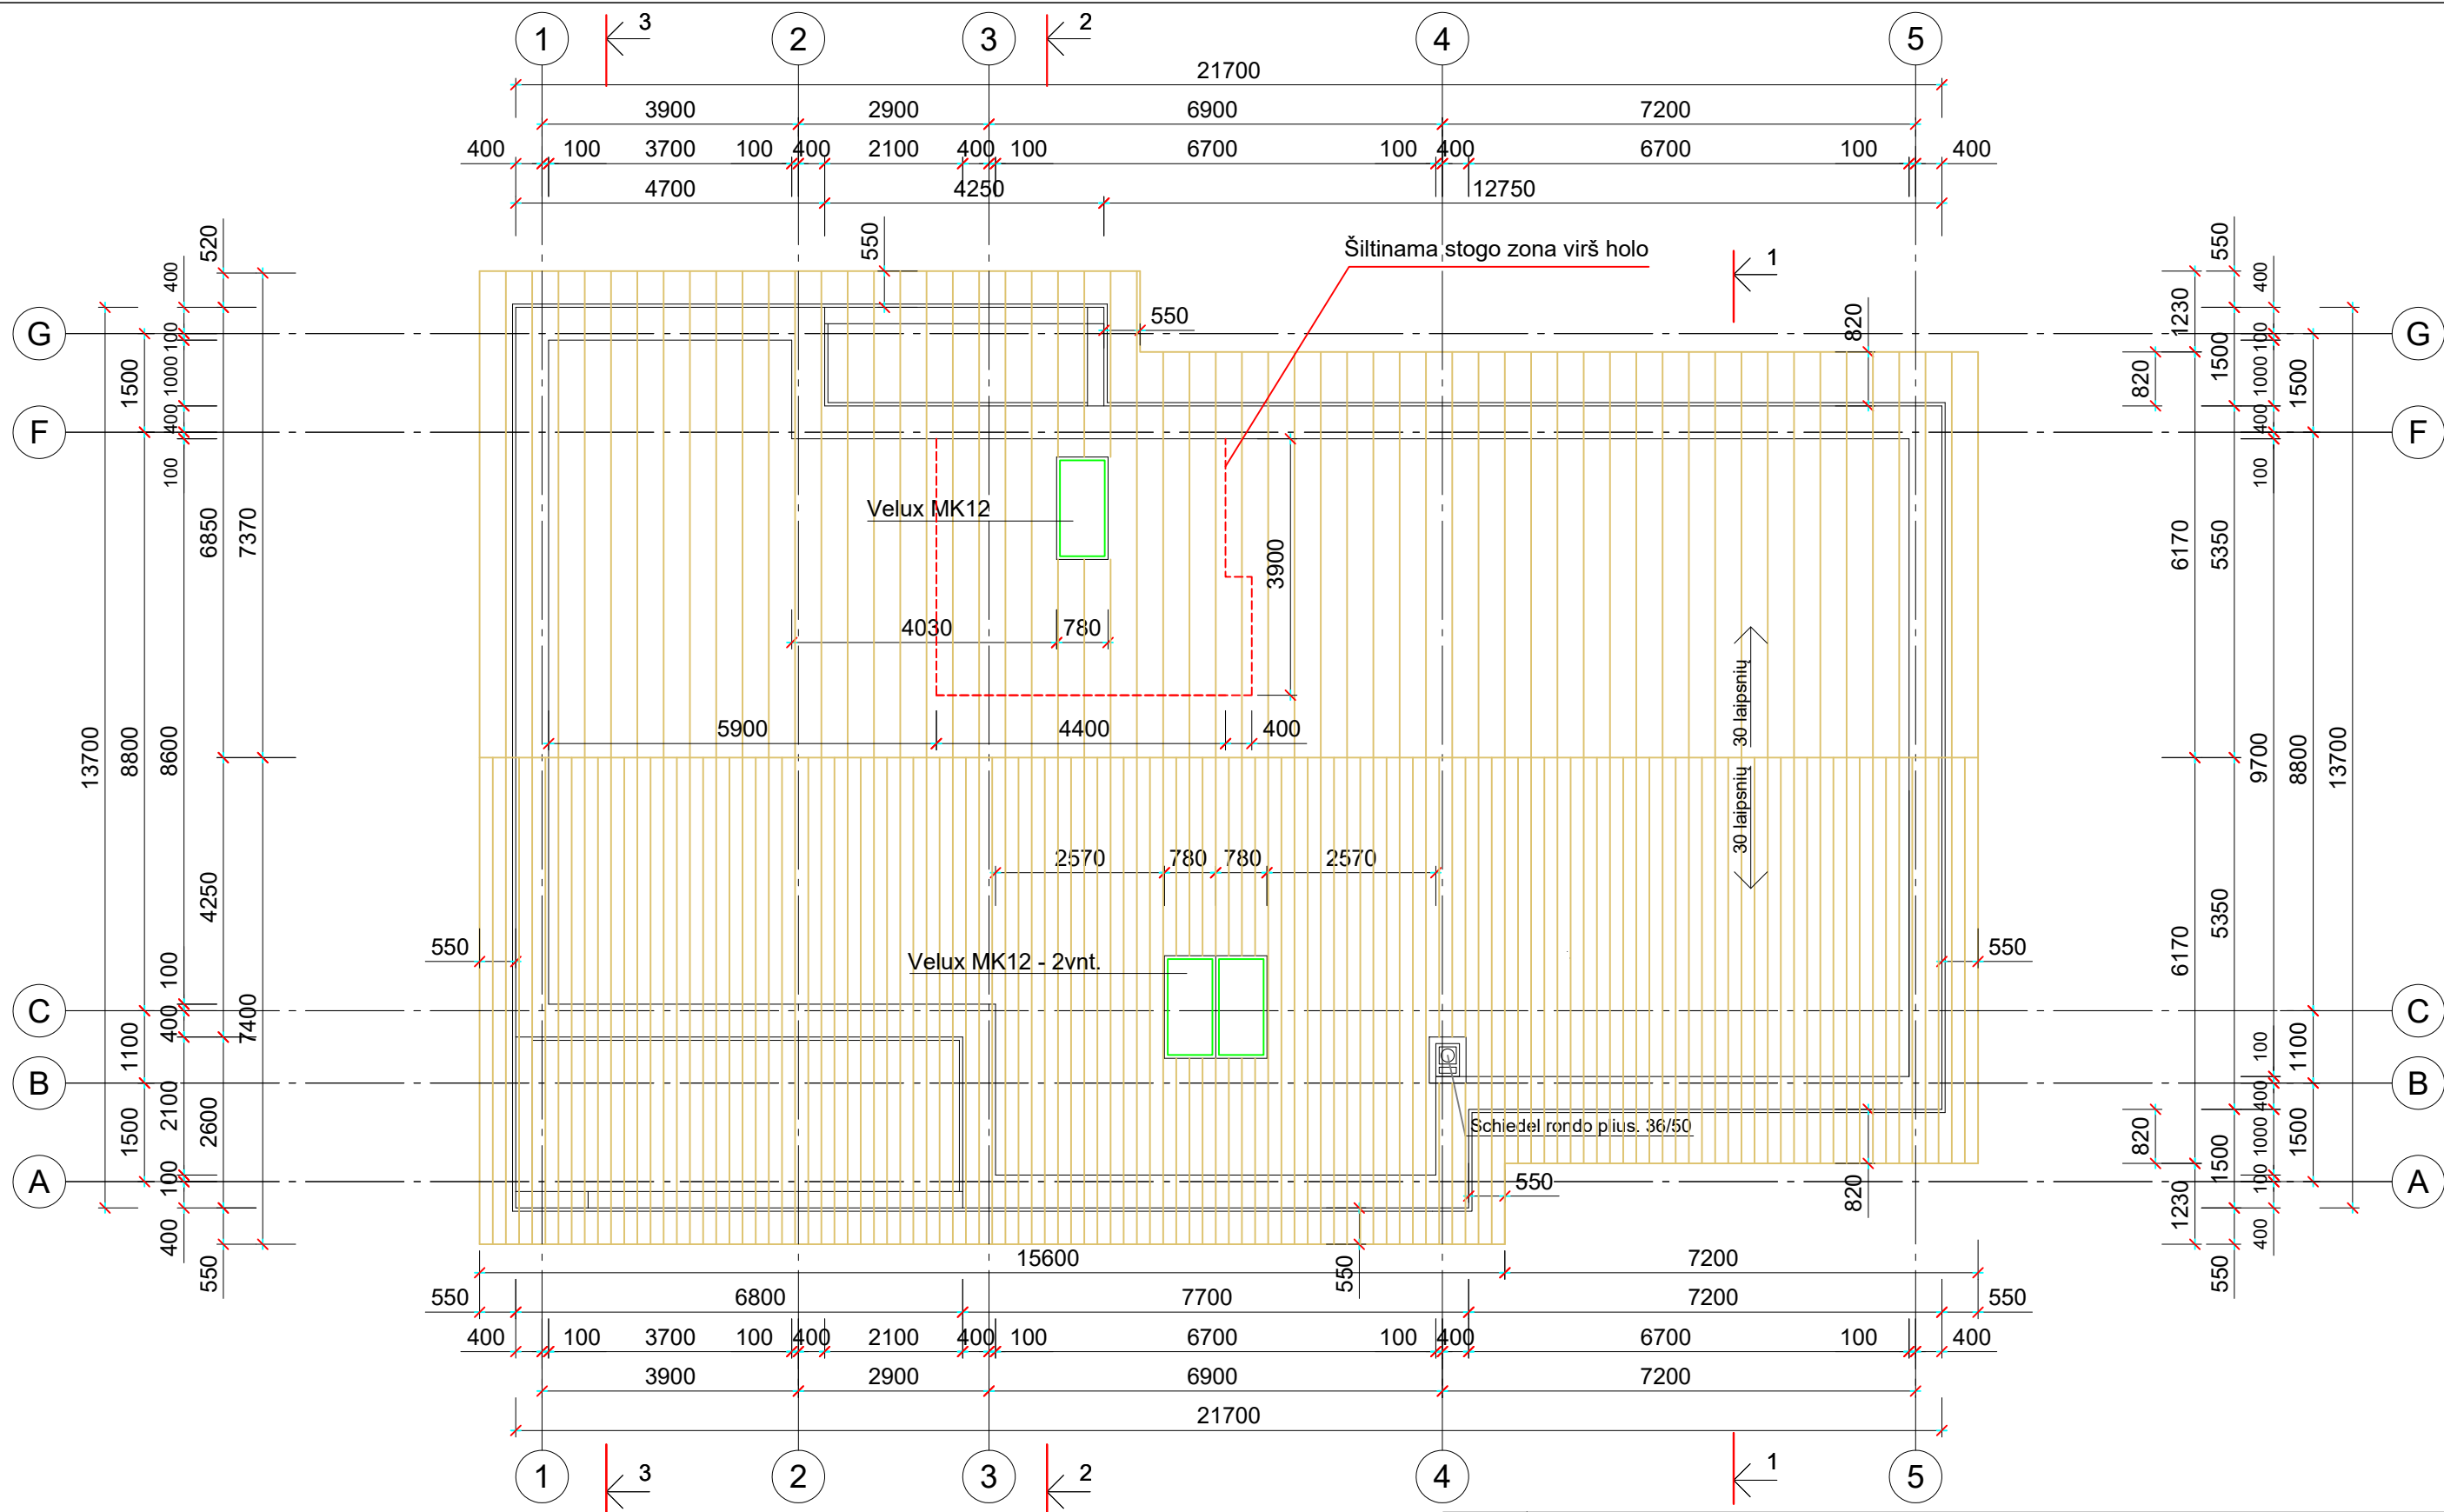 1 3 2 3 2 4 5
21700
3900 2900 6900 7200
400 100 3700 100 400 2100 400 100 6700 100 400 6700 100 400
4700 4250 12750
Šiltinama stogo zona virš holo
1
550
550
820
G
F
C
B
A
520
400
100
1000
400
100
1500
6850
7370
13700
8800
8600
4250
100
400
7400
1100
2100
2600
1500
100
400
550
Velux MK12
3900
4030 780
5900 4400 400
30 laipsnių
30 laipsnių
2570 780 780 2570
550
550
Velux MK12 - 2vnt.
Schiedel rondo plius. 36/50
550
820
550
G
F
C
B
A
550
400
1230
100
1500
1000
1500
820
400
100
6170
5350
9700
8800
13700
5350
6170
100
1100
400
820
1000
1500
1500
100
1230
400
550
15600 7200
550 6800 7700 7200 550
400 100 3700 100 400 2100 400 100 6700 100 400 6700 100 400
3900 2900 6900 7200
21700
1 3 2 3 2 4 1 5